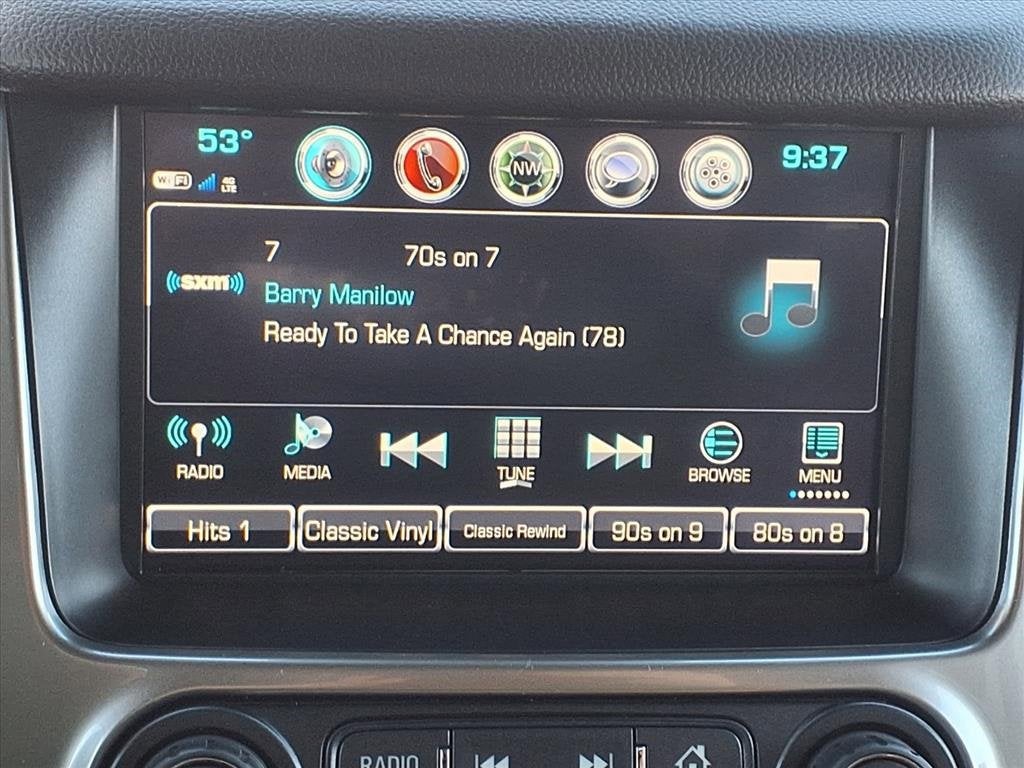 53°
NW
9:37
WiFi
4G
LTE
7 70s on 7
sxm
Barry Manilow
Ready To Take A Chance Again (78)
RADIO MEDIA TUNE BROWSE MENU
Hits 1 Classic Vinyl Classic Rewind 90s on 9 80s on 8
RADIO